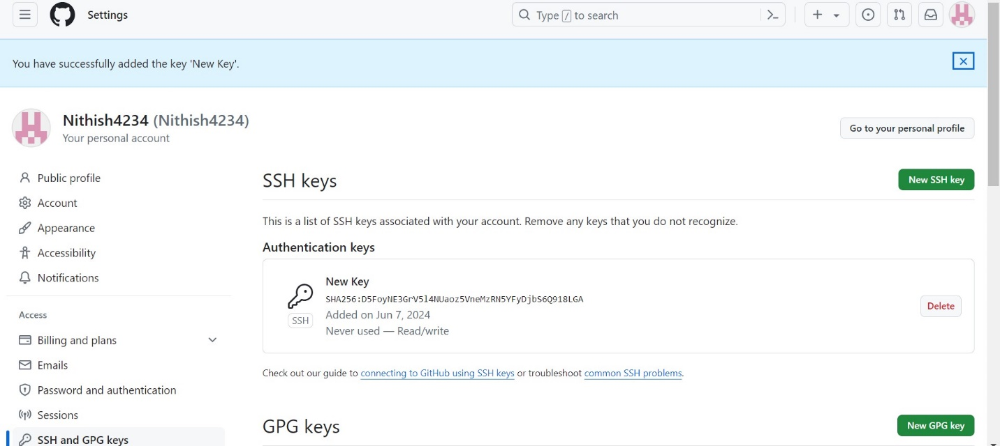 Settings
Type / to search
You have successfully added the key 'New Key'.
Nithish4234 (Nithish4234)
Your personal account
Go to your personal profile
Public profile
Account
Appearance
Accessibility
Notifications
Access
Billing and plans
Emails
Password and authentication
Sessions
SSH and GPG keys
SSH keys
New SSH key
This is a list of SSH keys associated with your account. Remove any keys that you do not recognize.
Authentication keys
New Key
SHA256:D5FoyNE3GrV5l4NUaoz5VneMzRN5YFyDjbS6Q918LGA
Added on Jun 7, 2024
Never used — Read/write
SSH
Delete
Check out our guide to connecting to GitHub using SSH keys or troubleshoot common SSH problems.
GPG keys
New GPG key